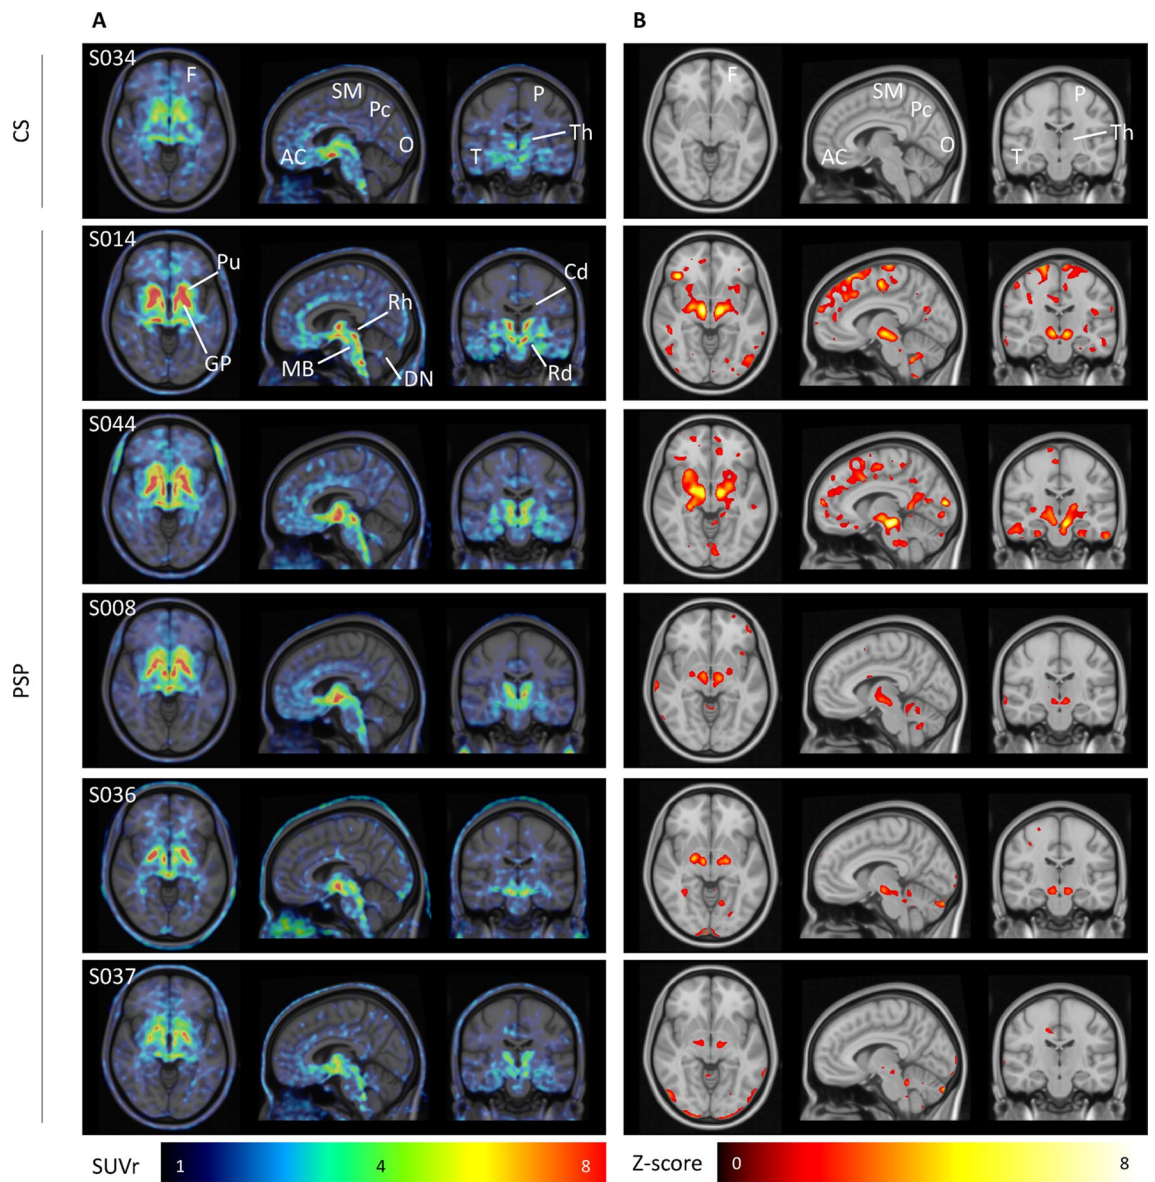 A
B
CS
S034
F
SM
Pc
P
Th
AC
O
T
F
SM
Pc
P
Th
AC
O
T
PSP
S014
Pu
GP
Rh
MB
DN
Cd
Rd
S044
S008
S036
S037
SUVr 1 4 8
Z-score 0 8